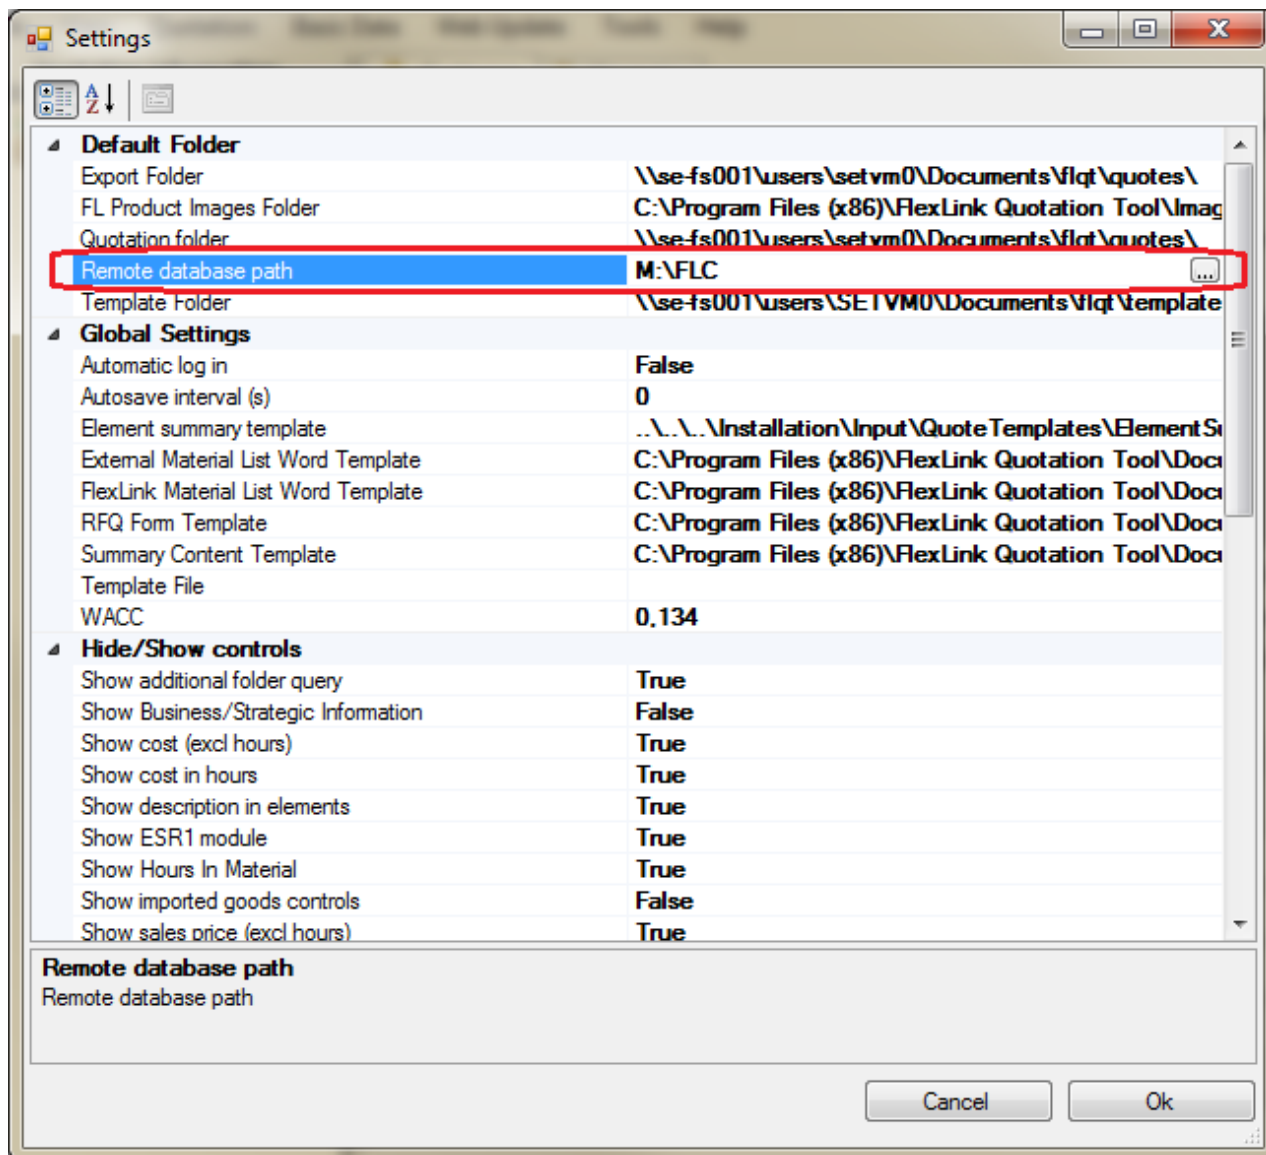 Settings
Default Folder
Export Folder \\se-fs001\users\setvm0\Documents\flqt\quotes\
FL Product Images Folder C:\Program Files (x86)\FlexLink Quotation Tool\Imag
Quotation folder \\se-fs001\users\setvm0\Documents\flqt\quotes\
Remote database path M:\FLC ...
Template Folder \\se-fs001\users\SETVM0\Documents\flqt\template
Global Settings
Automatic log in False
Autosave interval (s) 0
Element summary template ..\..\..\Installation\Input\QuoteTemplates\ElementSu
External Material List Word Template C:\Program Files (x86)\FlexLink Quotation Tool\Docu
FlexLink Material List Word Template C:\Program Files (x86)\FlexLink Quotation Tool\Docu
RFQ Form Template C:\Program Files (x86)\FlexLink Quotation Tool\Docu
Summary Content Template C:\Program Files (x86)\FlexLink Quotation Tool\Docu
Template File
WACC 0,134
Hide/Show controls
Show additional folder query True
Show Business/Strategic Information False
Show cost (excl hours) True
Show cost in hours True
Show description in elements True
Show ESR1 module True
Show Hours In Material True
Show imported goods controls False
Show sales price (excl hours) True
Remote database path
Remote database path
Cancel Ok